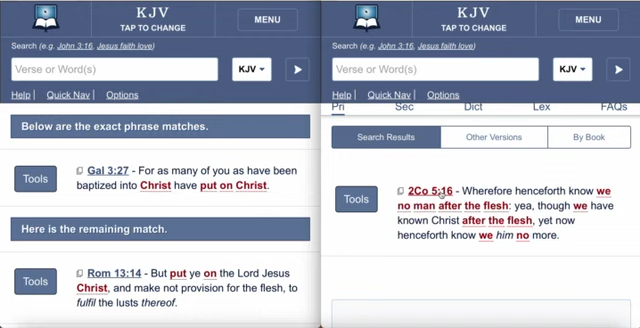 KJV
TAP TO CHANGE
MENU
Search (e.g. John 3:16, Jesus faith love)
Verse or Word(s)
KJV
Help | Quick Nav | Options
Below are the exact phrase matches.
Tools
Gal 3:27 - For as many of you as have been
baptized into Christ have put on Christ.
Here is the remaining match.
Tools
Rom 13:14 - But put ye on the Lord Jesus
Christ, and make not provision for the flesh, to
fulfil the lusts thereof.
KJV
TAP TO CHANGE
MENU
Search (e.g. John 3:16, Jesus faith love)
Verse or Word(s)
KJV
Help | Quick Nav | Options
Pri Sec Dict Lex FAQs
Search Results Other Versions By Book
Tools
2Co 5:16 - Wherefore henceforth know we
no man after the flesh: yea, though we have
known Christ after the flesh, yet now
henceforth know we him no more.